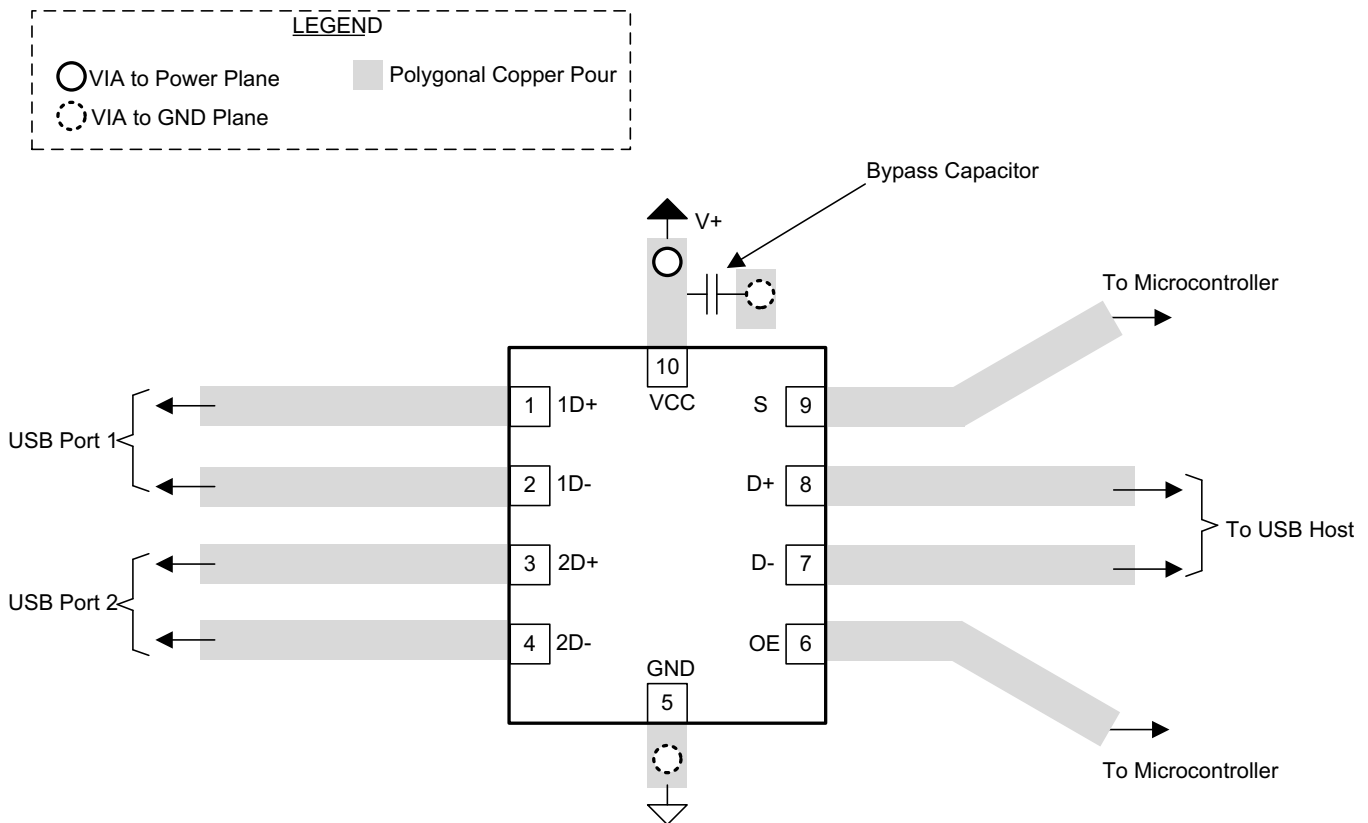 LEGEND
VIA to Power Plane
Polygonal Copper Pour
VIA to GND Plane
Bypass Capacitor
V+
To Microcontroller
10
VCC
1 1D+
S 9
USB Port 1
2 1D-
D+ 8
To USB Host
3 2D+
D- 7
USB Port 2
4 2D-
OE 6
GND
5
To Microcontroller